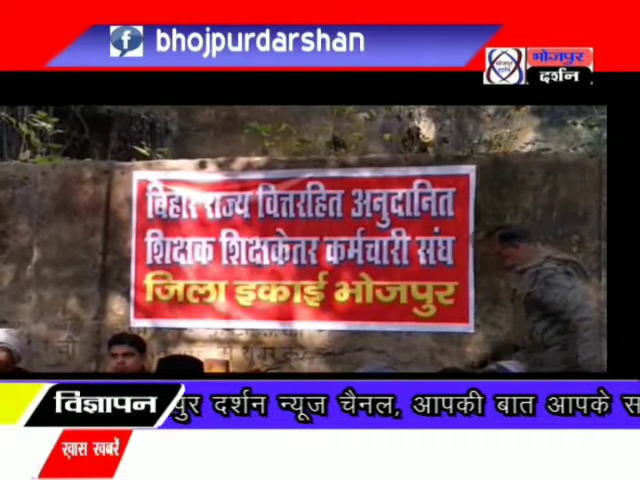 bhojpurdarshan
भोजपुर
दर्शन
बिहार राज्य वित्तरहित अनुदानित
शिक्षक शिक्षकेतर कर्मचारी संघ
जिला इकाई भोजपुर
विज्ञापन
पुर दर्शन न्यूज चैनल, आपकी बात आपके स
ख़ास खबरें